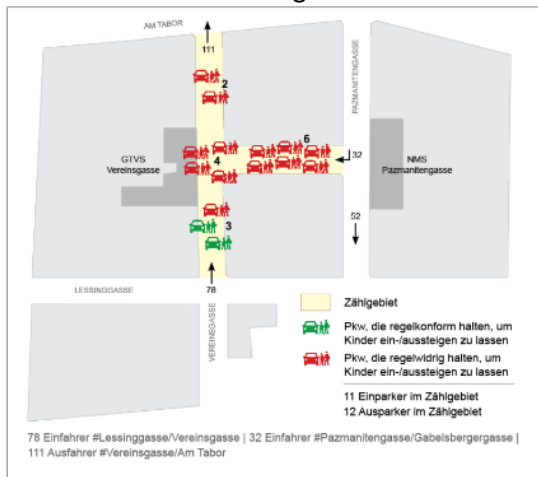 AM TABOR
111
2
PAZMANITENGASSE
6
32
GTVS
Vereinsgasse
4
NMS
Pazmanitengasse
52
3
LESSINGGASSE
78
VEREINSGASSE
Zählgebiet
Pkw, die regelkonform halten, um
Kinder ein-/aussteigen zu lassen
Pkw, die regelwidrig halten, um
Kinder ein-/aussteigen zu lassen
11 Einparker im Zählgebiet
12 Ausparker im Zählgebiet
78 Einfahrer #Lessinggasse/Vereinsgasse | 32 Einfahrer #Pazmanitengasse/Gabelsbergergasse |
111 Ausfahrer #Vereinsgasse/Am Tabor